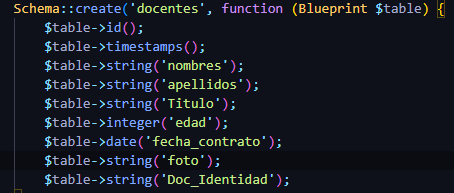 Schema::create('docentes', function (Blueprint $table) {
$table->id();
$table->timestamps();
$table->string('nombres');
$table->string('apellidos');
$table->string('Titulo');
$table->integer('edad');
$table->date('fecha_contrato');
$table->string('foto');
$table->string('Doc_Identidad');